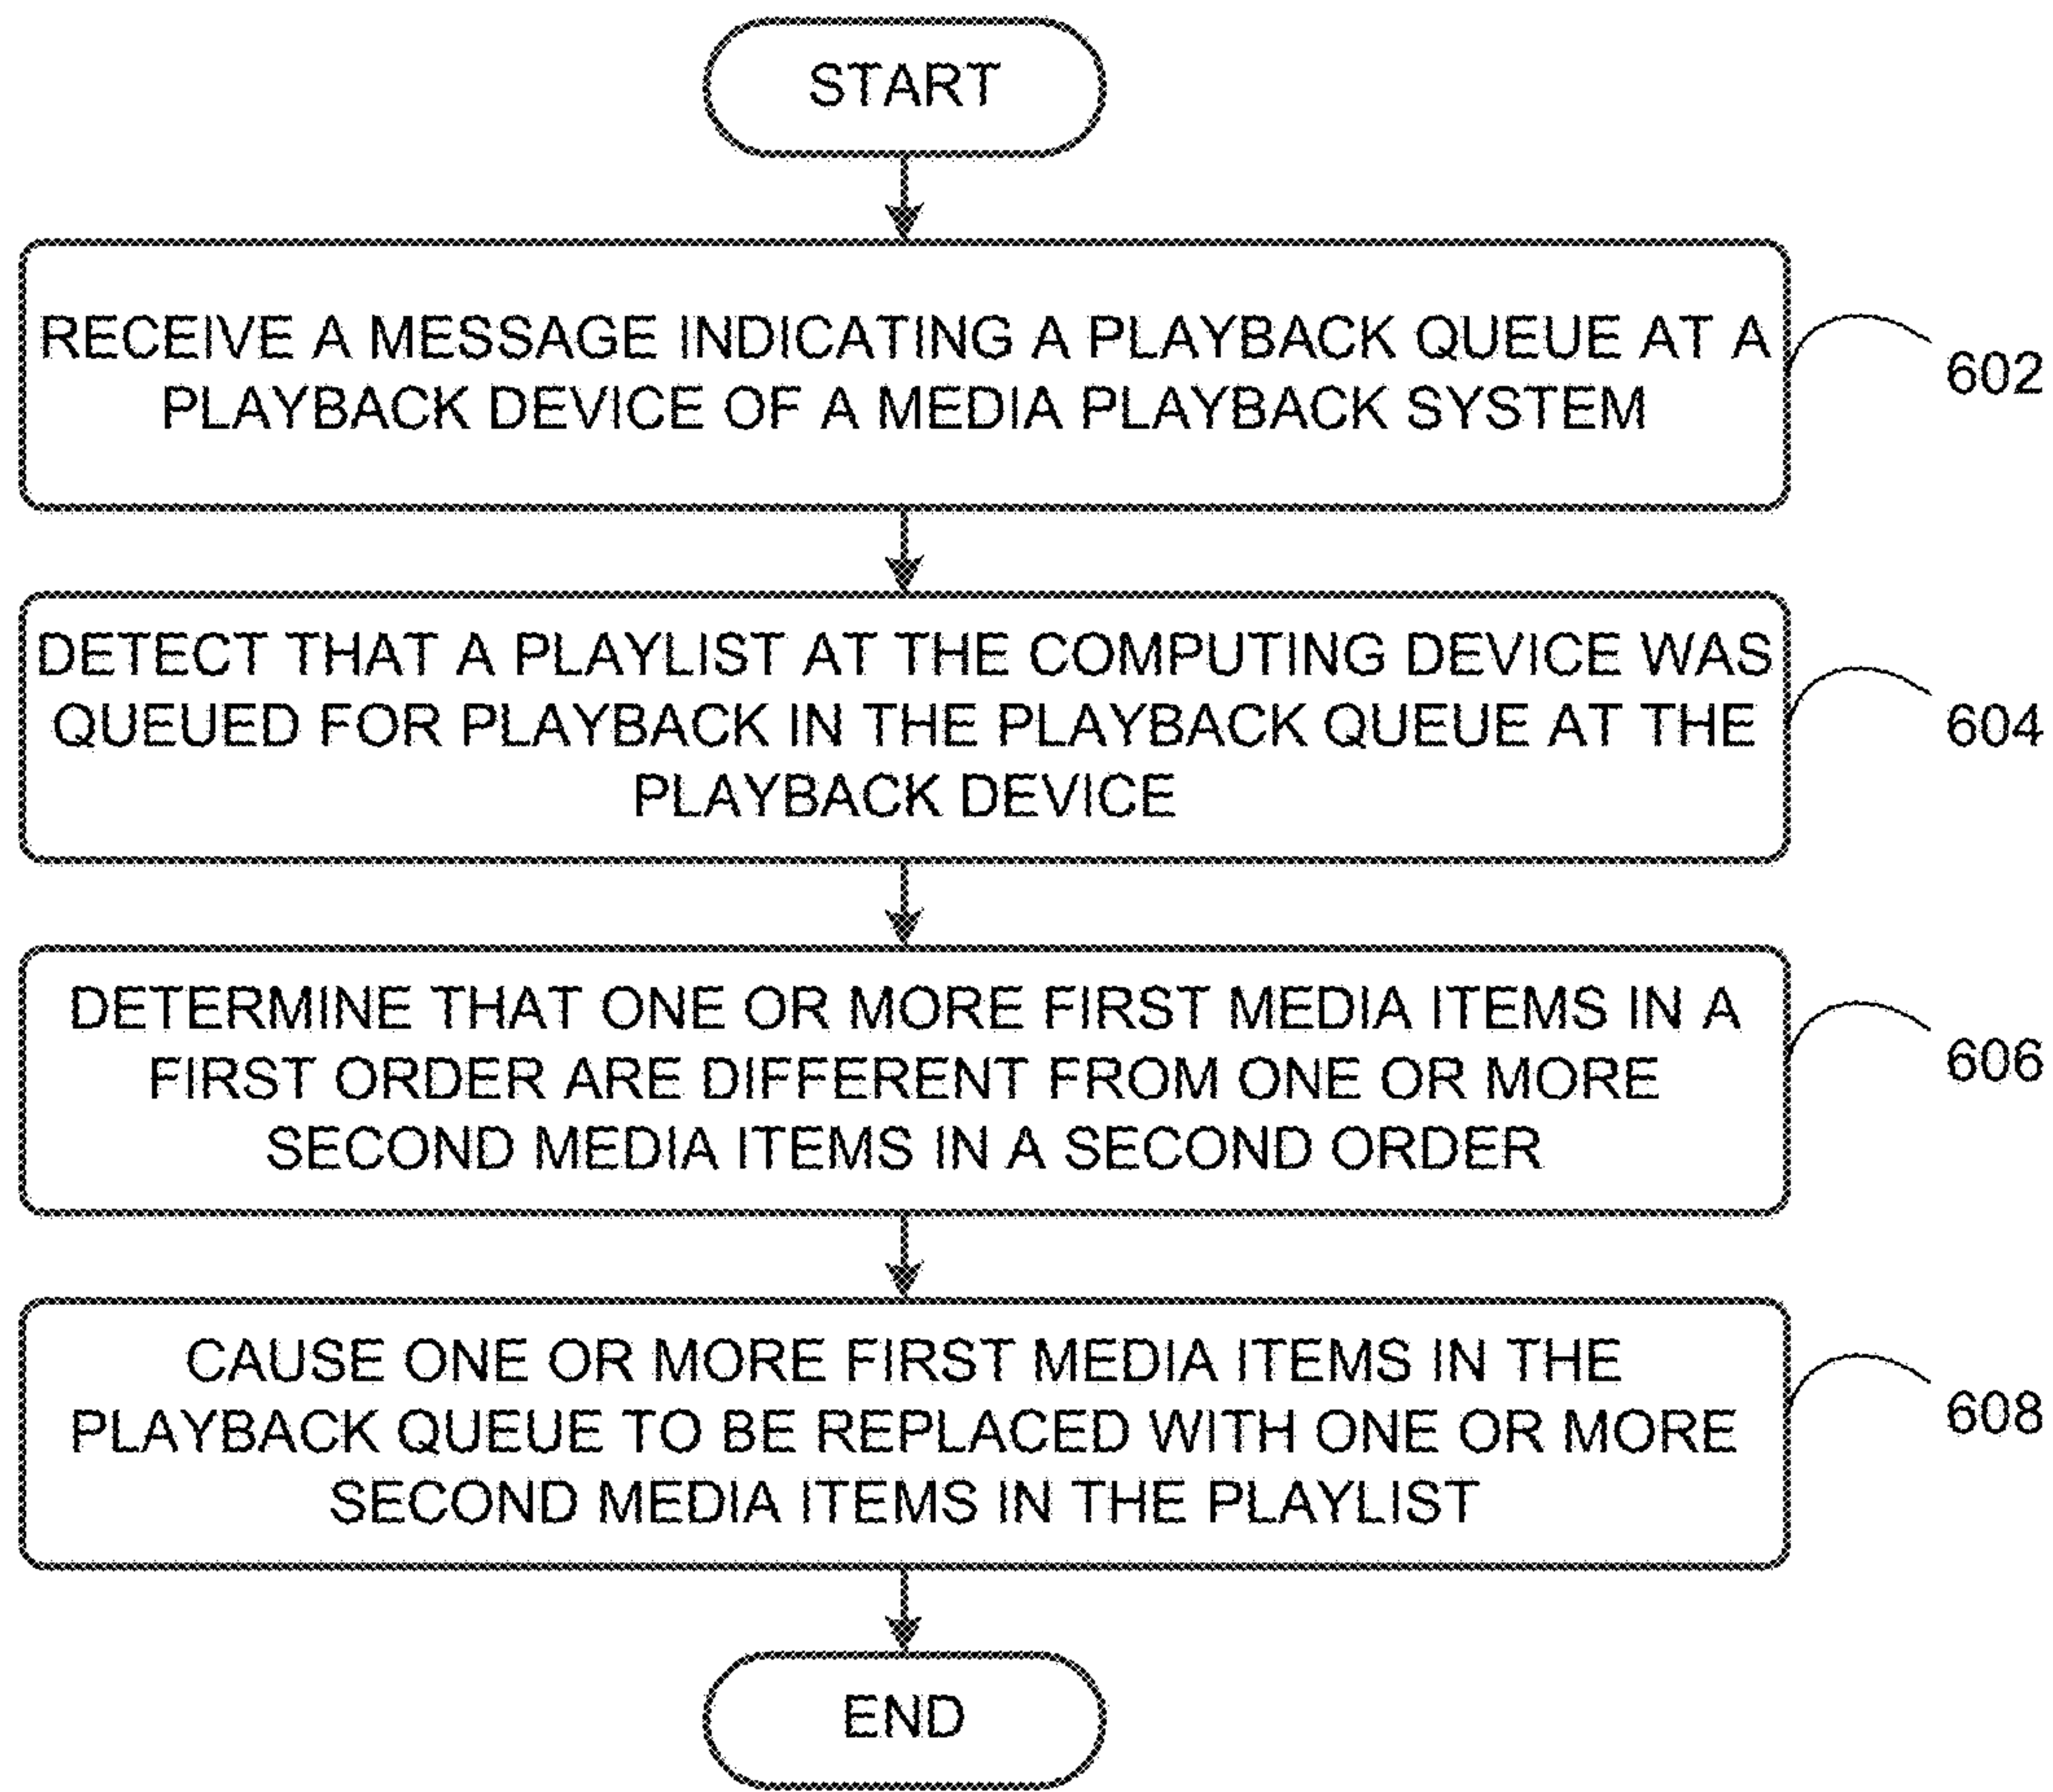 START
RECEIVE A MESSAGE INDICATING A PLAYBACK QUEUE AT A
PLAYBACK DEVICE OF A MEDIA PLAYBACK SYSTEM
602
DETECT THAT A PLAYLIST AT THE COMPUTING DEVICE WAS
QUEUED FOR PLAYBACK IN THE PLAYBACK QUEUE AT THE
PLAYBACK DEVICE
604
DETERMINE THAT ONE OR MORE FIRST MEDIA ITEMS IN A
FIRST ORDER ARE DIFFERENT FROM ONE OR MORE
SECOND MEDIA ITEMS IN A SECOND ORDER
606
CAUSE ONE OR MORE FIRST MEDIA ITEMS IN THE
PLAYBACK QUEUE TO BE REPLACED WITH ONE OR MORE
SECOND MEDIA ITEMS IN THE PLAYLIST
608
END